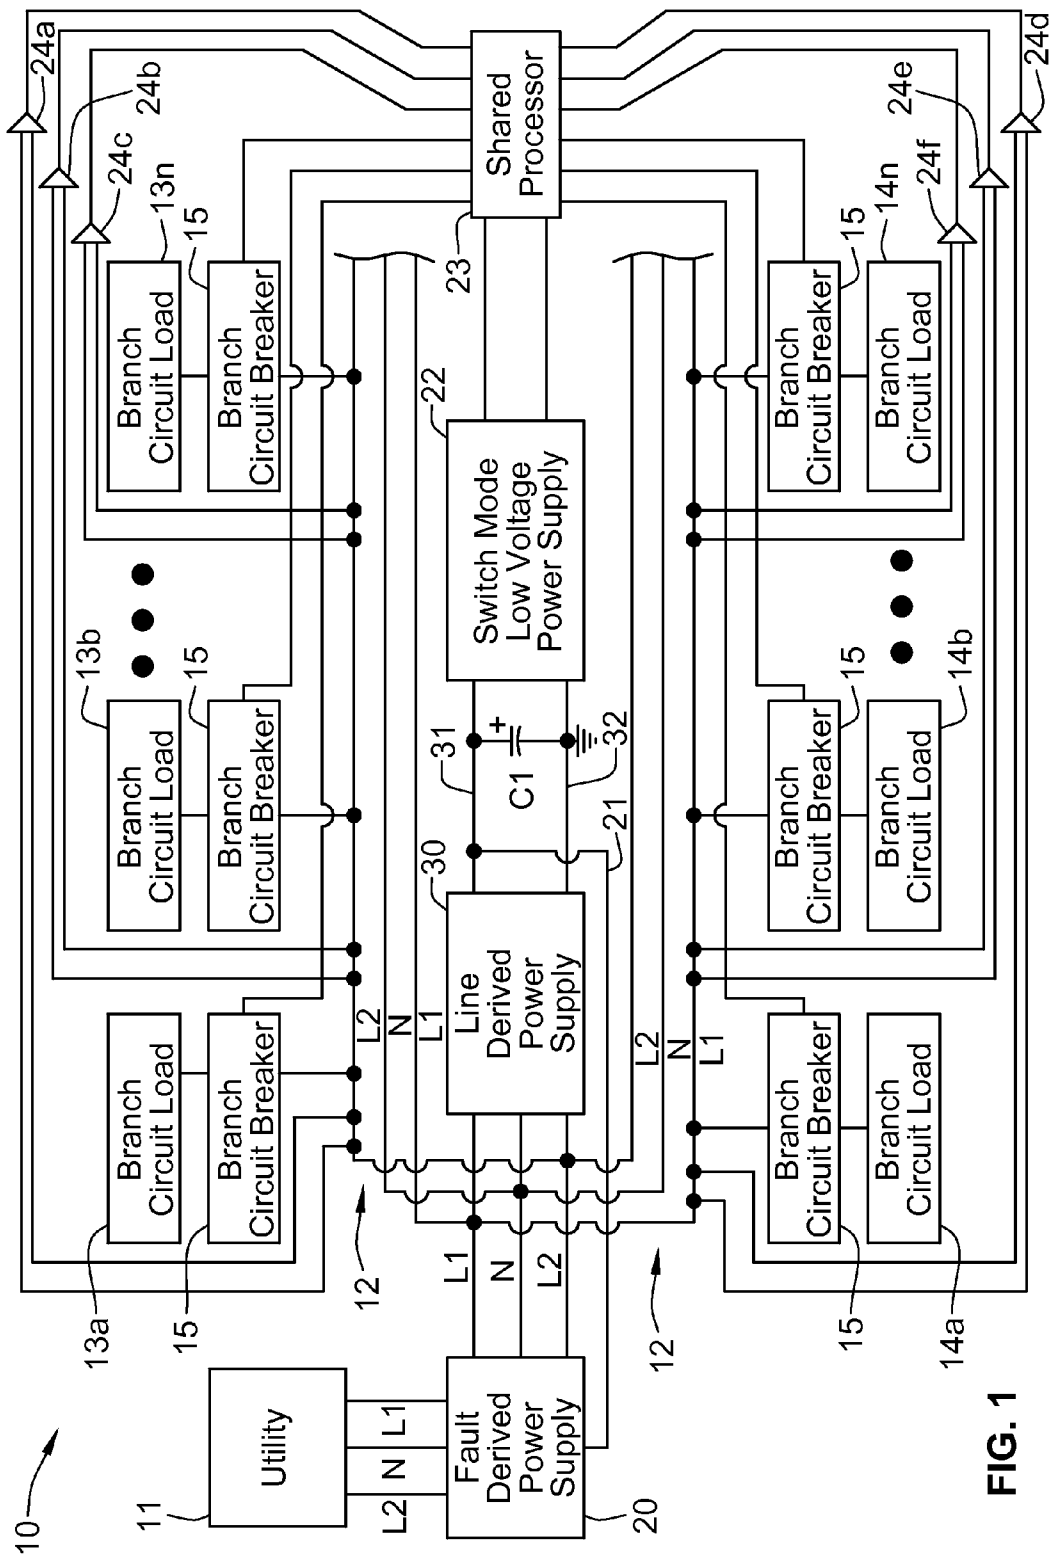 10
Utility
11
L2
N
L1
Fault
Derived
Power
Supply
20
L1
N
L2
12
12
Line
Derived
Power
Supply
30
31
32
21
C1
+
Switch Mode
Low Voltage
Power Supply
22
Shared
Processor
23
L2
N
L1
L2
N
L1
Branch
Circuit Load
13a
Branch
Circuit Breaker
15
Branch
Circuit Load
13b
Branch
Circuit Breaker
15
Branch
Circuit Load
13n
Branch
Circuit Breaker
15
24a
24b
24c
Branch
Circuit Breaker
15
Branch
Circuit Load
14a
Branch
Circuit Breaker
15
Branch
Circuit Load
14b
Branch
Circuit Breaker
15
Branch
Circuit Load
14n
24f
24e
24d
FIG. 1